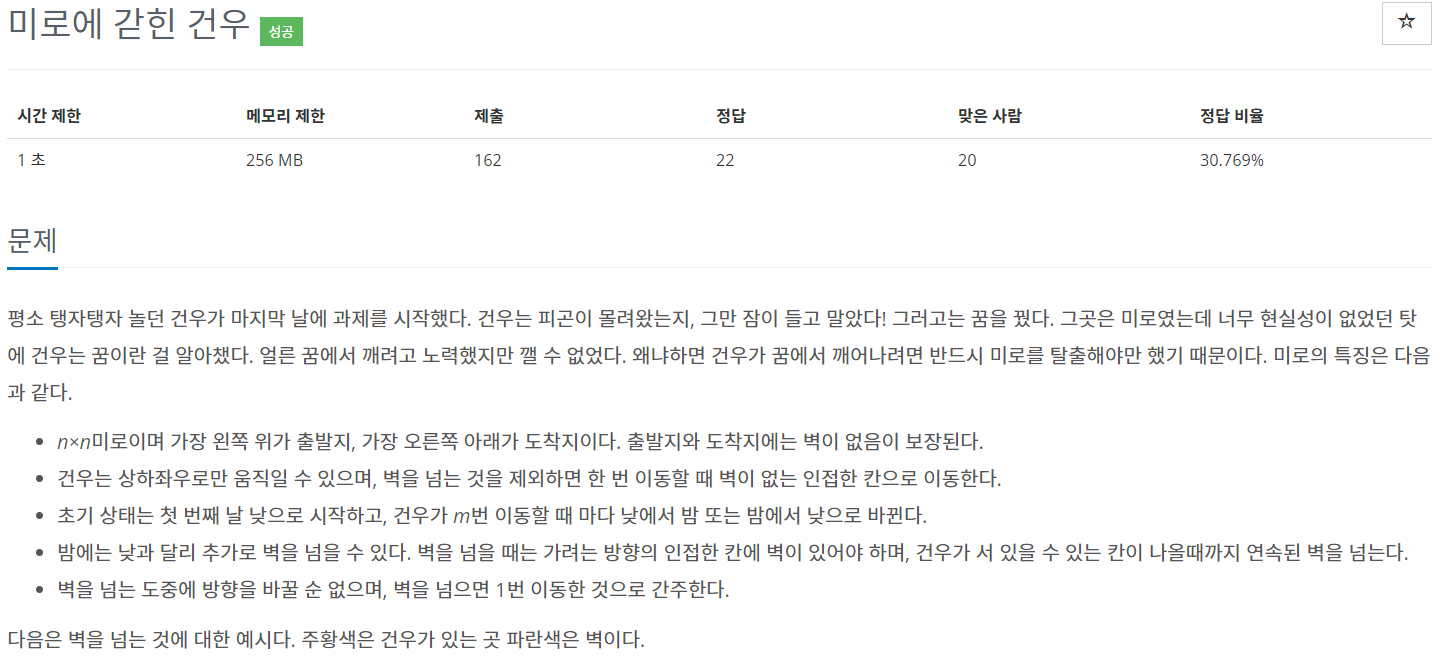 미로에 갇힌 건우 성공
☆
시간 제한 메모리 제한 제출 정답 맞은 사람 정답 비율
1 초 256 MB 162 22 20 30.769%
문제
평소 탱자탱자 놀던 건우가 마지막 날에 과제를 시작했다. 건우는 피곤이 몰려왔는지, 그만 잠이 들고 말았다! 그러고는 꿈을 꿨다. 그곳은 미로였는데 너무 현실성이 없었던 탓
에 건우는 꿈이란 걸 알아챘다. 얼른 꿈에서 깨려고 노력했지만 깰 수 없었다. 왜냐하면 건우가 꿈에서 깨어나려면 반드시 미로를 탈출해야만 했기 때문이다. 미로의 특징은 다음
과 같다.
• n×n미로이며 가장 왼쪽 위가 출발지, 가장 오른쪽 아래가 도착지이다. 출발지와 도착지에는 벽이 없음이 보장된다.
• 건우는 상하좌우로만 움직일 수 있으며, 벽을 넘는 것을 제외하면 한 번 이동할 때 벽이 없는 인접한 칸으로 이동한다.
• 초기 상태는 첫 번째 날 낮으로 시작하고, 건우가 m번 이동할 때 마다 낮에서 밤 또는 밤에서 낮으로 바뀐다.
• 밤에는 낮과 달리 추가로 벽을 넘을 수 있다. 벽을 넘을 때는 가려는 방향의 인접한 칸에 벽이 있어야 하며, 건우가 서 있을 수 있는 칸이 나올때까지 연속된 벽을 넘는다.
• 벽을 넘는 도중에 방향을 바꿀 순 없으며, 벽을 넘으면 1번 이동한 것으로 간주한다.
다음은 벽을 넘는 것에 대한 예시다. 주황색은 건우가 있는 곳 파란색은 벽이다.